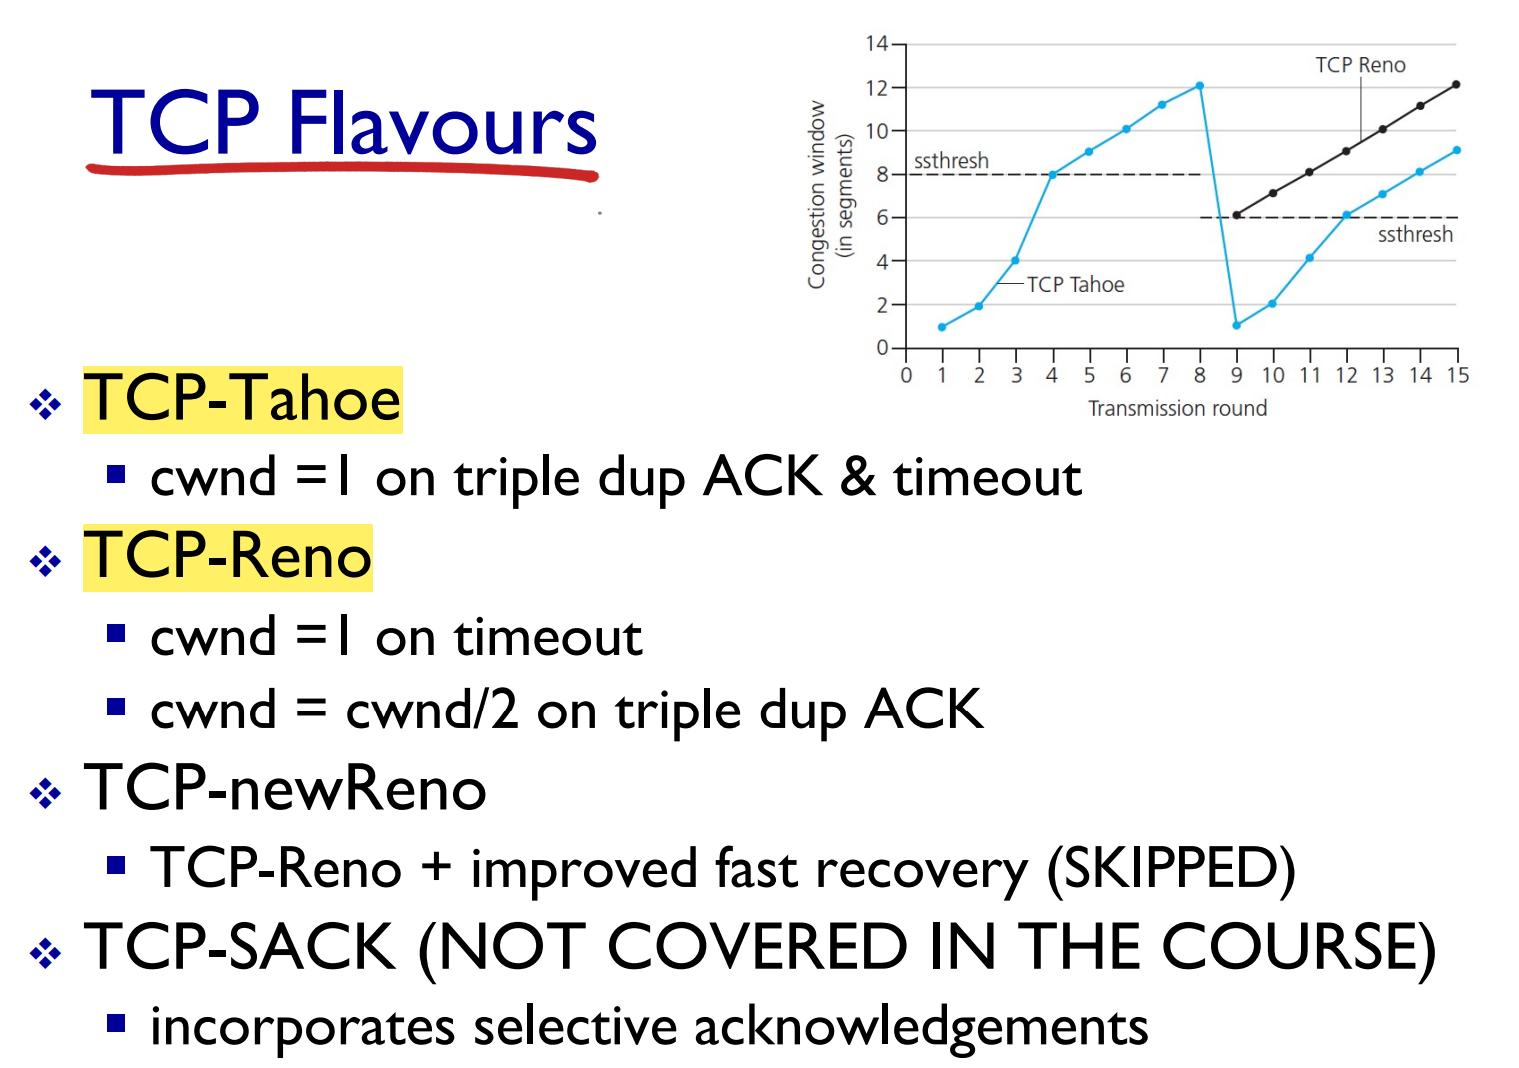 TCP Flavours
14
12
10
8
6
4
2
0
Congestion window
(in segments)
ssthresh
TCP Reno
TCP Tahoe
ssthresh
0 1 2 3 4 5 6 7 8 9 10 11 12 13 14 15
Transmission round
TCP-Tahoe
cwnd =1 on triple dup ACK & timeout
TCP-Reno
cwnd =1 on timeout
cwnd = cwnd/2 on triple dup ACK
TCP-newReno
TCP-Reno + improved fast recovery (SKIPPED)
TCP-SACK (NOT COVERED IN THE COURSE)
incorporates selective acknowledgements